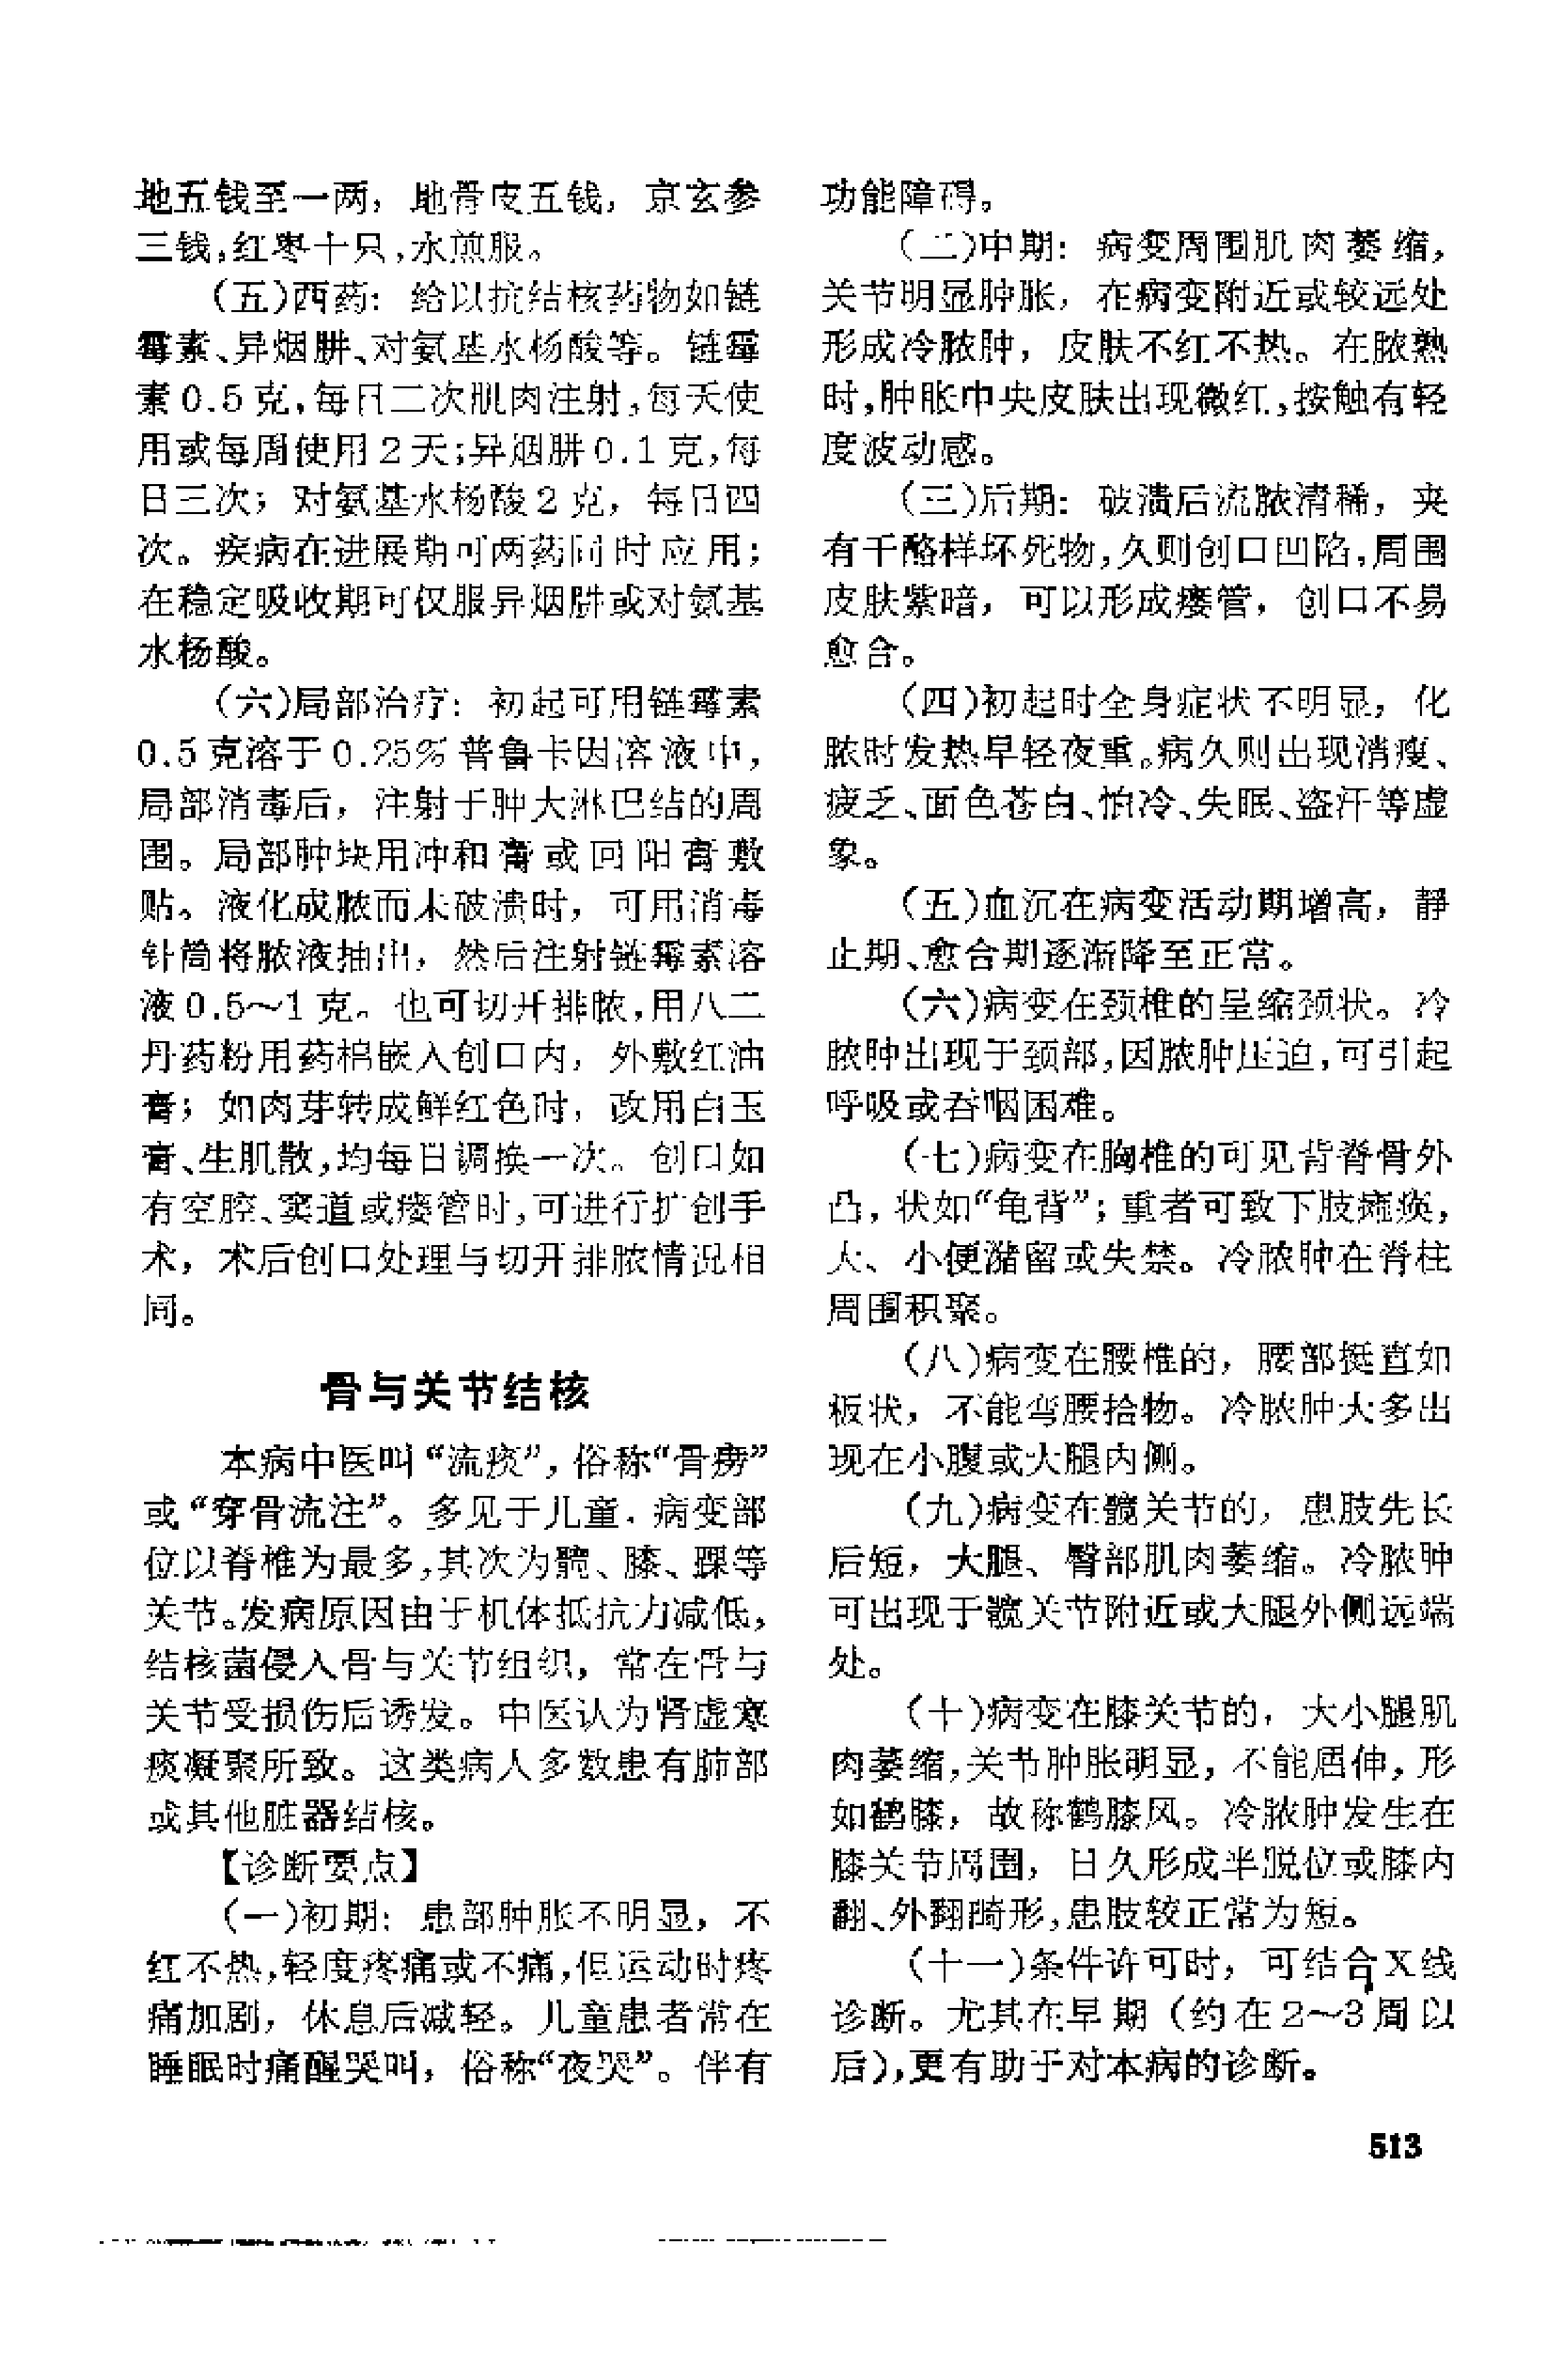 地五钱至一两，地骨皮五钱，京玄参
三钱，红枣十只，水煎服。
（五）西药：给以抗结核药物如链
霉素、异烟肼、对氨基水杨酸等。链霉
素0.5克，每日二次肌肉注射，每天使
用或每周使用2天；异烟肼0.1克，每
日三次；对氨基水杨酸2克，每日四
次。疾病在进展期可两药同时应用；
在稳定吸收期可仅服异烟肼或对氨基
水杨酸。
（六）局部治疗：初起可用链霉素
0.5克溶于0.25%普鲁卡因溶液中，
局部消毒后，注射于肿大淋巴结的周
围。局部肿块用冲和膏或回阳膏敷
贴。液化成脓而未破溃时，可用消毒
针筒将脓液抽出，然后注射链霉素溶
液0.5～1克。也可切开排脓，用八二
丹药粉用药棉嵌入创口内，外敷红油
膏；如肉芽转成鲜红色时，改用白玉
膏、生肌散，均每日调换一次。创口如
有空腔、窦道或瘘管时，可进行扩创手
术，术后创口处理与切开排脓情况相
同。
骨与关节结核
本病中医叫“流痰”，俗称“骨痨”
或“穿骨流注”。多见于儿童．病变部
位以脊椎为最多，其次为髋、膝、踝等
关节。发病原因由于机体抵抗力减低，
结核菌侵入骨与关节组织，常在骨与
关节受损伤后诱发。中医认为肾虚寒
痰凝聚所致。这类病人多数患有肺部
或其他脏器结核。
【诊断要点】
（一）初期：患部肿胀不明显，不
红不热，轻度疼痛或不痛，但运动时疼
痛加剧，休息后减轻。儿童患者常在
睡眠时痛醒哭叫，俗称“夜哭”。伴有
功能障碍。
（二）中期：病变周围肌肉萎缩，
关节明显肿胀，在病变附近或较远处
形成冷脓肿，皮肤不红不热。在脓熟
时，肿胀中央皮肤出现微红，按触有轻
度波动感。
（三）后期：破溃后流脓清稀，夹
有干酪样坏死物，久则创口凹陷，周围
皮肤紫暗，可以形成瘘管，创口不易
愈合。
（四）初起时全身症状不明显，化
脓时发热早轻夜重。病久则出现消瘦、
疲乏、面色苍白、怕冷、失眠、盗汗等虚
象。
（五）血沉在病变活动期增高，静
止期、愈合期逐渐降至正常。
（六）病变在颈椎的呈缩颈状。冷
脓肿出现于颈部，因脓肿压迫，可引起
呼吸或吞咽困难。
（七）病变在胸椎的可见背脊骨外
凸，状如“龟背”；重者可致下肢瘫痪，
大、小便潴留或失禁。冷脓肿在脊柱
周围积聚。
（八）病变在腰椎的，腰部挺直如
板状，不能弯腰拾物。冷脓肿大多出
现在小腹或大腿内侧。
（九）病变在髋关节的，患肢先长
后短，大腿、臀部肌肉萎缩。冷脓肿
可出现于髋关节附近或大腿外侧远端
处。
（十）病变在膝关节的，大小腿肌
肉萎缩，关节肿胀明显，不能屈伸，形
如鹤膝，故称鹤膝风。冷脓肿发生在
膝关节周围，日久形成半脱位或膝内
翻、外翻畸形，患肢较正常为短。
（十一）条件许可时，可结合X线
诊断。尤其在早期（约在2～3周以
后），更有助于对本病的诊断。
513